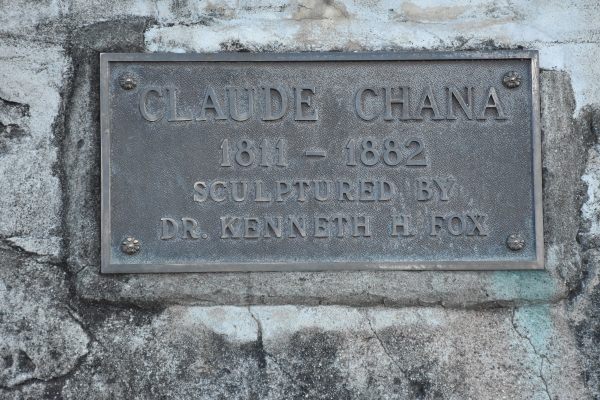 CLAUDE CHANA
1811 – 1882
SCULPTURED BY
DR. KENNETH H. FOX